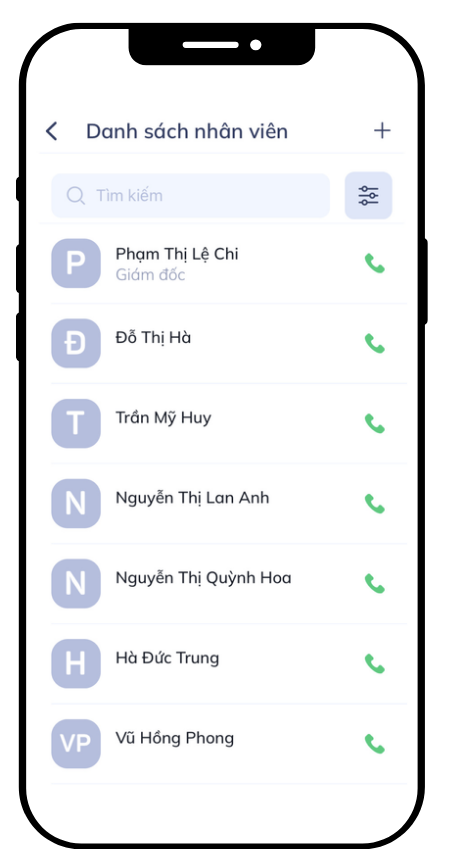 Danh sách nhân viên
Tìm kiếm
P
Phạm Thị Lệ Chi
Giám đốc
Đ
Đỗ Thị Hà
T
Trần Mỹ Huy
N
Nguyễn Thị Lan Anh
N
Nguyễn Thị Quỳnh Hoa
H
Hà Đức Trung
VP
Vũ Hồng Phong